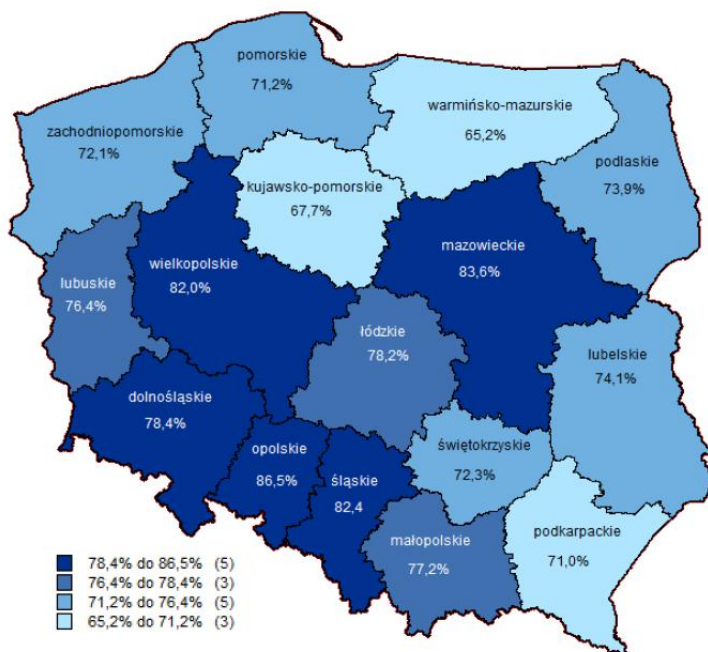 pomorskie
71,2%
warmińsko-mazurskie
65,2%
zachodniopomorskie
72,1%
podlaskie
73,9%
kujawsko-pomorskie
67,7%
mazowieckie
83,6%
wielkopolskie
82,0%
lubuskie
76,4%
łódzkie
78,2%
lubelskie
74,1%
dolnośląskie
78,4%
opolskie
86,5%
śląskie
82,4
świętokrzyskie
72,3%
małopolskie
77,2%
podkarpackie
71,0%
78,4% do 86,5% (5)
76,4% do 78,4% (3)
71,2% do 76,4% (5)
65,2% do 71,2% (3)